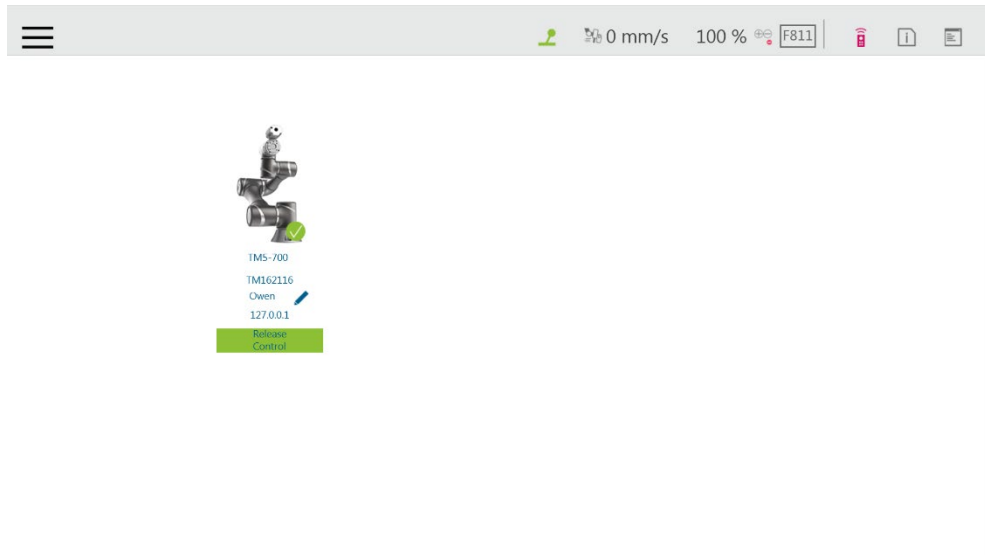 0 mm/s 100 % F811
TM5-700
TM162116
Owen
127.0.0.1
Release
Control